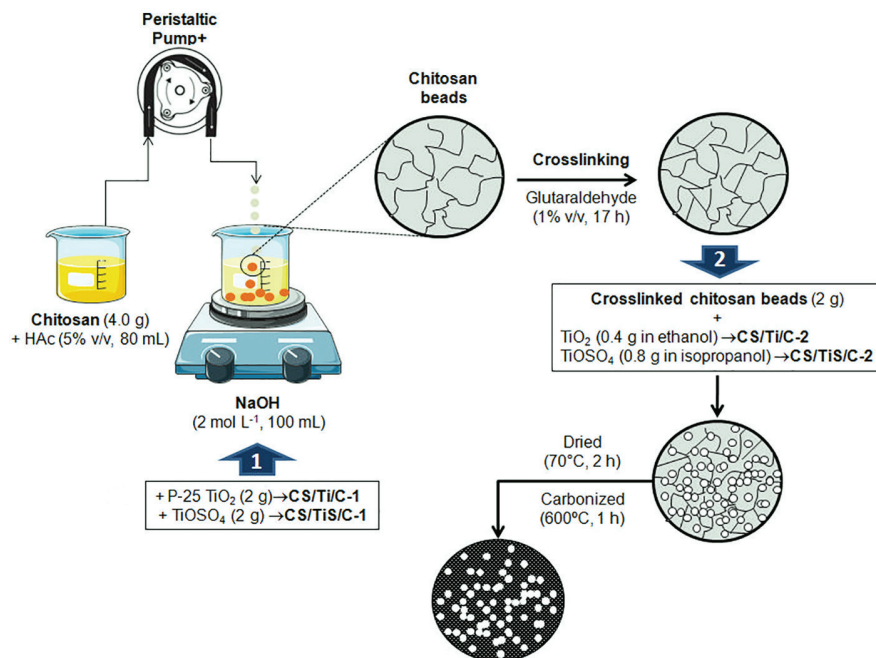 Peristaltic
Pump+
Chitosan
beads
Crosslinking
Glutaraldehyde
(1% v/v, 17 h)
Chitosan (4.0 g)
+ HAc (5% v/v, 80 mL)
NaOH
(2 mol L⁻¹, 100 mL)
1
+ P-25 TiO₂ (2 g)→CS/Ti/C-1
+ TiOSO₄ (2 g)→CS/TiS/C-1
2
Crosslinked chitosan beads (2 g)
+
TiO₂ (0.4 g in ethanol)→CS/Ti/C-2
TiOSO₄ (0.8 g in isopropanol)→CS/TiS/C-2
Dried
(70°C, 2 h)
Carbonized
(600ºC, 1 h)